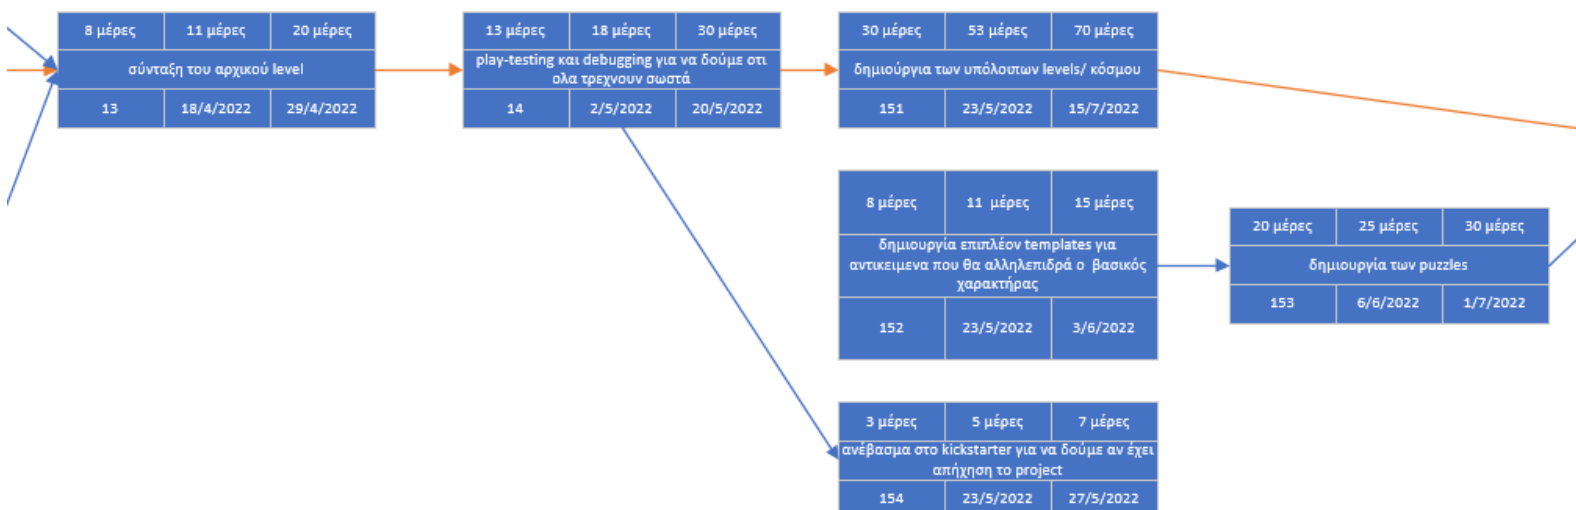 8 μέρες 11 μέρες 20 μέρες
σύνταξη του αρχικού level
13 18/4/2022 29/4/2022
13 μέρες 18 μέρες 30 μέρες
play-testing και debugging για να δούμε οτι
ολα τρεχνουν σωστά
14 2/5/2022 20/5/2022
30 μέρες 53 μέρες 70 μέρες
δημιούργια των υπόλοιπων levels/ κόσμου
151 23/5/2022 15/7/2022
8 μέρες 11 μέρες 15 μέρες
δημιουργία επιπλέον templates για
αντικειμενα που θα αλληλεπιδρά ο βασικός
χαρακτήρας
152 23/5/2022 3/6/2022
20 μέρες 25 μέρες 30 μέρες
δημιουργία των puzzles
153 6/6/2022 1/7/2022
3 μέρες 5 μέρες 7 μέρες
ανέβασμα στο kickstarter για να δούμε αν έχει
απήχηση το project
154 23/5/2022 27/5/2022